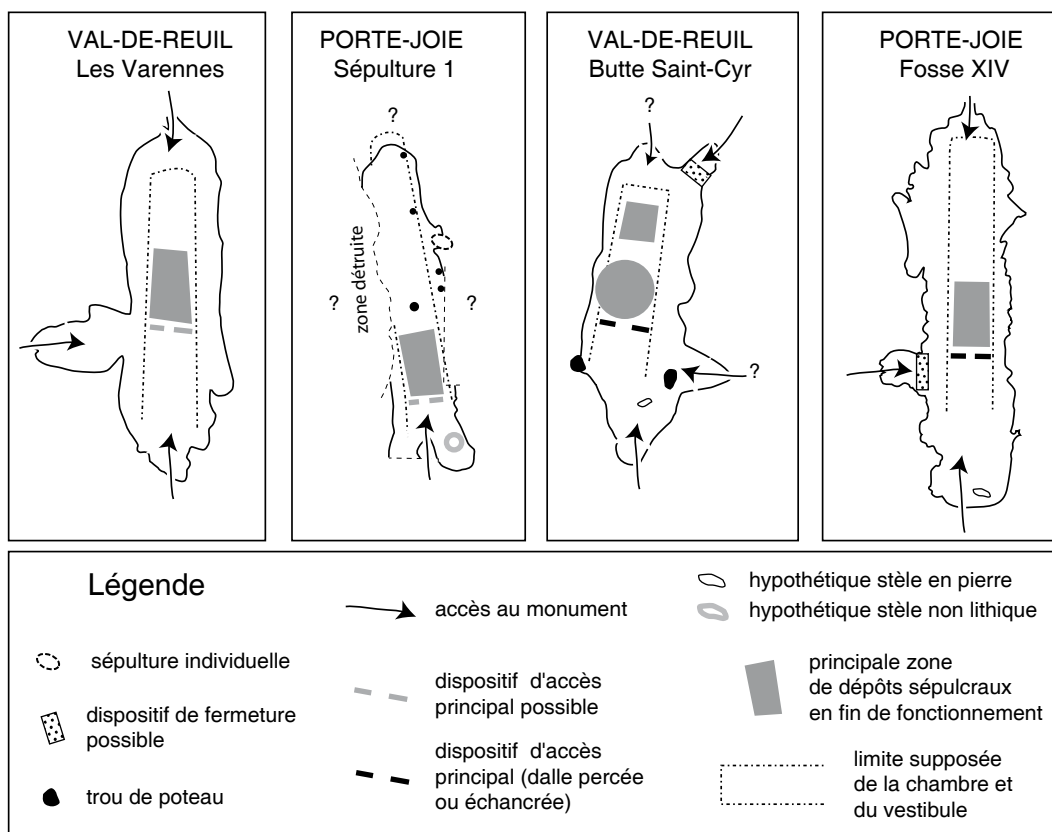 VAL-DE-REUIL
Les Varennes
PORTE-JOIE
Sépulture 1
?
zone détruite
?
?
VAL-DE-REUIL
Butte Saint-Cyr
?
?
PORTE-JOIE
Fosse XIV
Légende
sépulture individuelle
dispositif de fermeture
possible
trou de poteau
accès au monument
dispositif d'accès
principal possible
dispositif d'accès
principal (dalle percée
ou échancrée)
hypothétique stèle en pierre
hypothétique stèle non lithique
principale zone
de dépôts sépulcraux
en fin de fonctionnement
limite supposée
de la chambre et
du vestibule